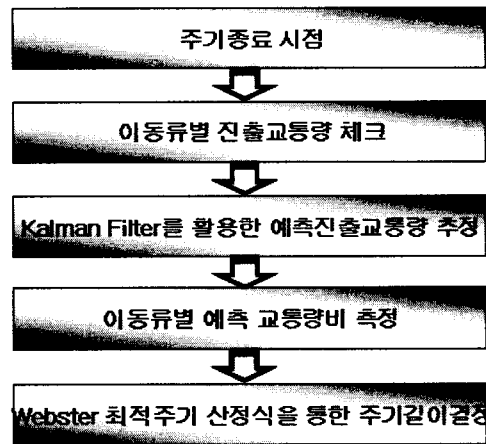 주기종료 시점
이동류별 진출교통량 체크
Kalman Filter를 활용한 예측진출교통량 추정
이동류별 예측 교통량비 측정
Webster 최적주기 산정식을 통한 주기길이결정